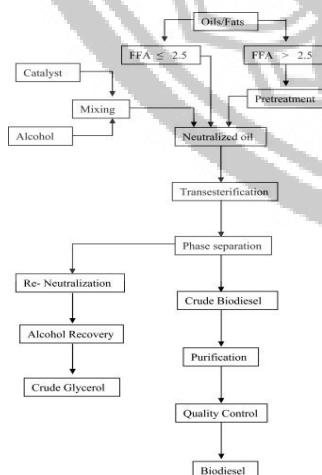 Oils/Fats
FFA ≤ 2.5
FFA > 2.5
Catalyst
Pretreatment
Mixing
Alcohol
Neutralized oil
Transesterification
Phase separation
Re- Neutralization
Crude Biodiesel
Alcohol Recovery
Purification
Crude Glycerol
Quality Control
Biodiesel